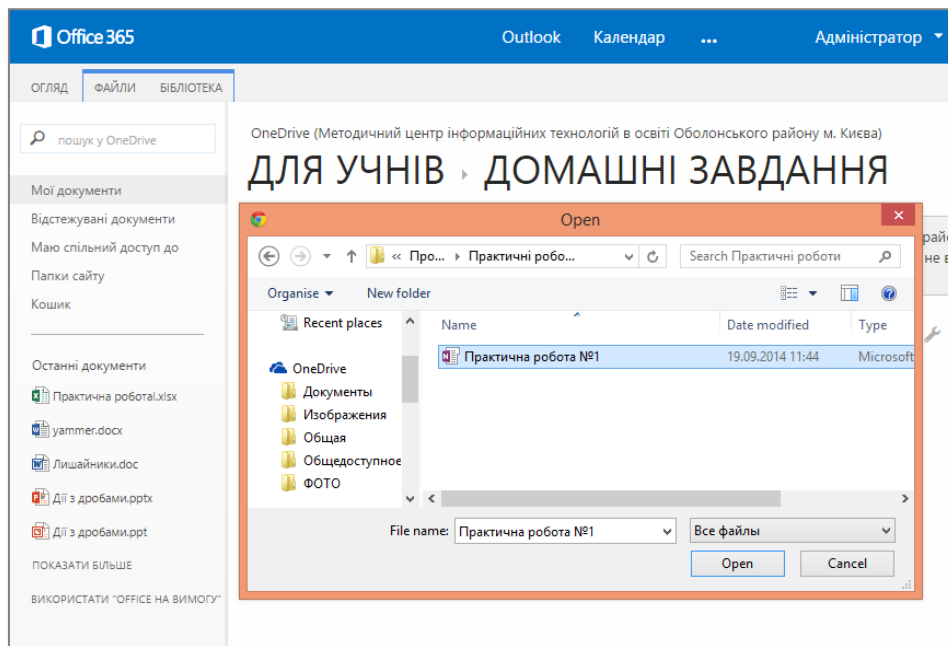 Office 365
Outlook Календар ... Адміністратор
ОГЛЯД ФАЙЛИ БІБЛІОТЕКА
пошук у OneDrive
Мої документи
Відстежувані документи
Маю спільний доступ до
Папки сайту
Кошик
Останні документи
Практична робота1.xlsx
yammer.docx
Лишайники.doc
Дії з дробами.pptx
Дії з дробами.ppt
ПОКАЗАТИ БІЛЬШЕ
ВИКОРИСТАТИ "OFFICE НА ВИМОГУ"
OneDrive (Методичний центр інформаційних технологій в освіті Оболонського району м. Києва)
ДЛЯ УЧНІВ ▸ ДОМАШНІ ЗАВДАННЯ
Open
« Про... ▸ Практичні робо...
Search Практичні роботи
Organise New folder
Recent places
OneDrive
Документы
Изображения
Общая
Общедоступное
ФОТО
Name Date modified Type
Практична робота №1 19.09.2014 11:44 Microsoft
File name: Практична робота №1 Все файлы
Open Cancel